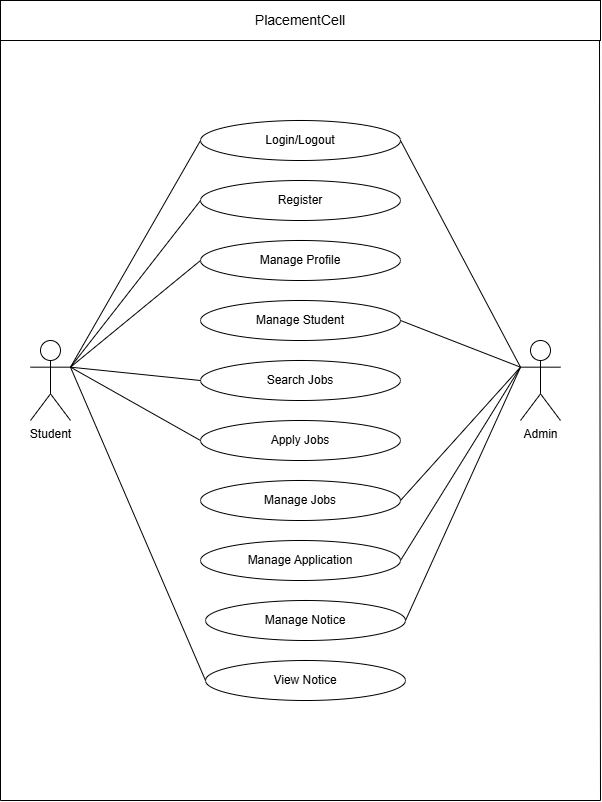 PlacementCell
Login/Logout
Register
Manage Profile
Manage Student
Search Jobs
Student
Admin
Apply Jobs
Manage Jobs
Manage Application
Manage Notice
View Notice